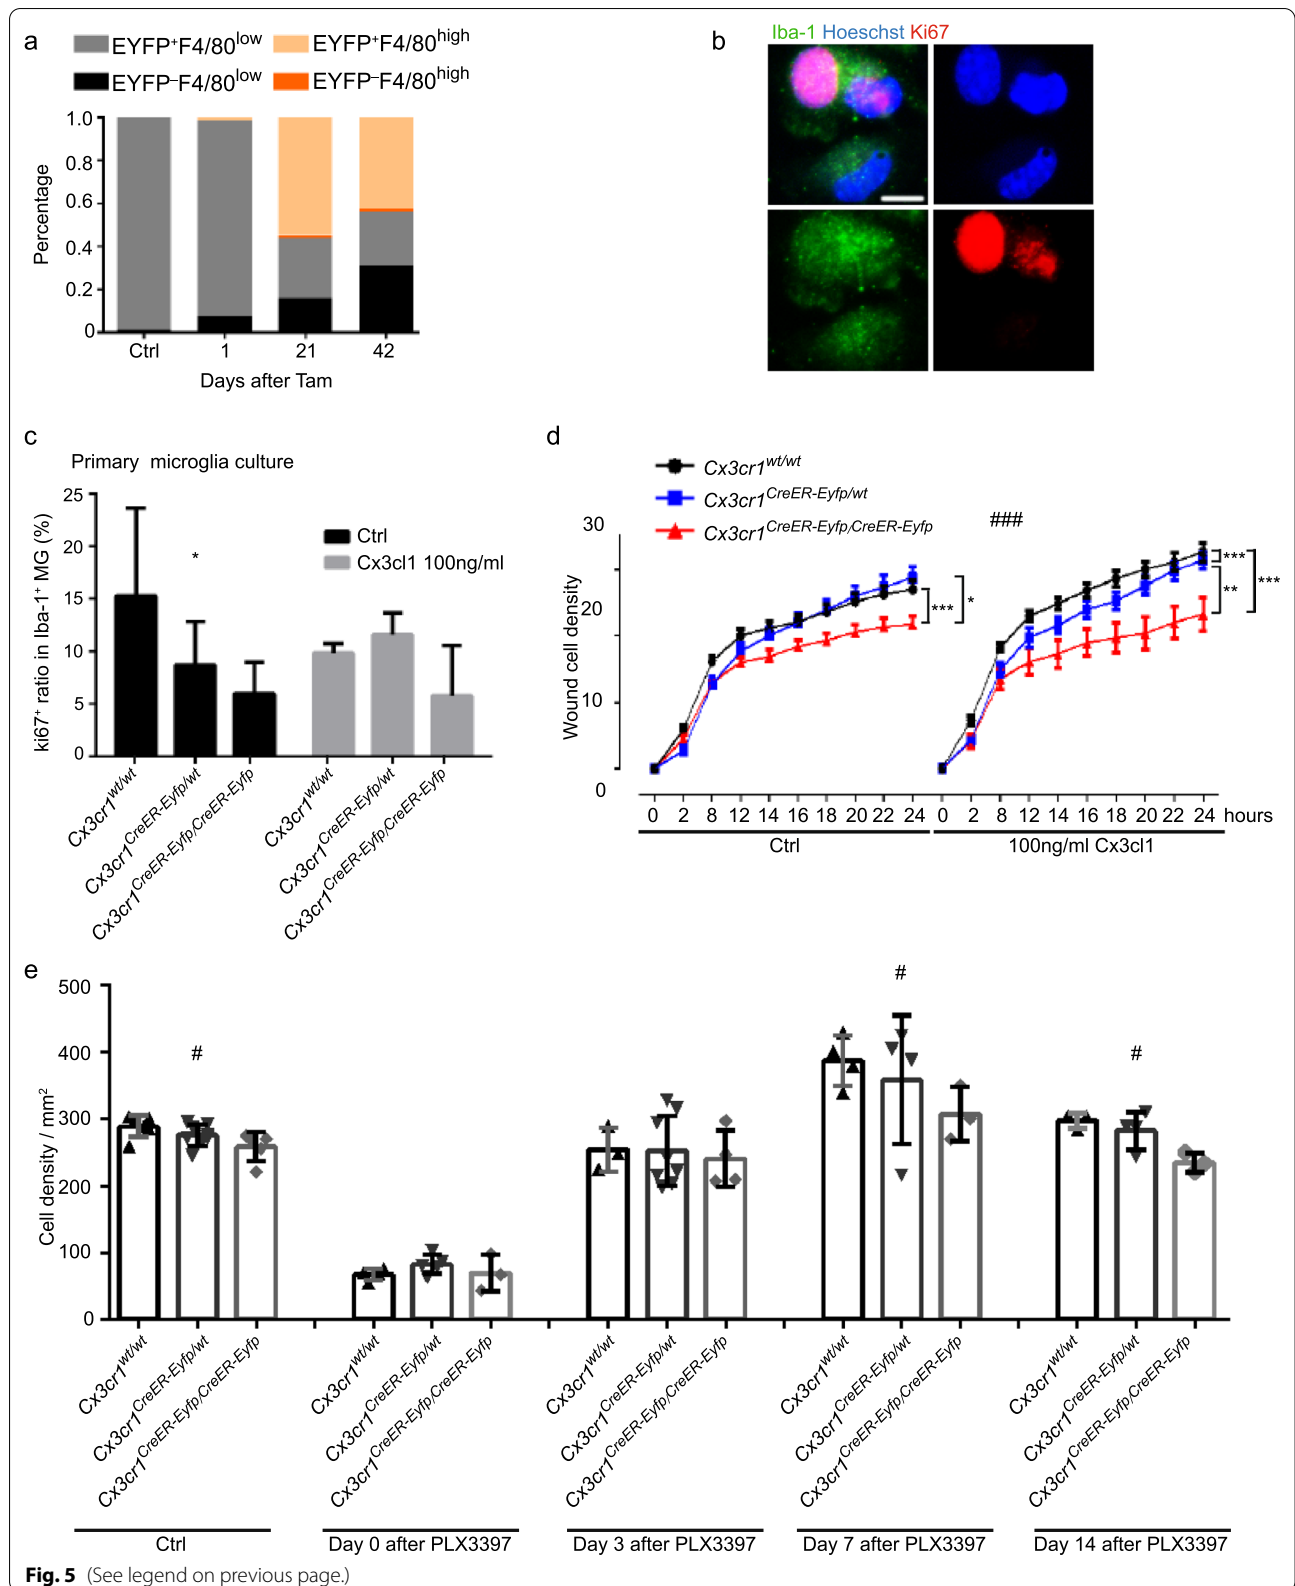 a
EYFP⁺F4/80^low EYFP⁺F4/80^high
EYFP⁻F4/80^low EYFP⁻F4/80^high
Percentage
1.0
0.8
0.6
0.4
0.2
0
Ctrl 1 21 42
Days after Tam
b
Iba-1 Hoeschst Ki67
c
Primary microglia culture
ki67⁺ ratio in Iba-1⁺ MG (%)
25
20
15
10
5
0
*
Ctrl
Cx3cl1 100ng/ml
Cx3cr1^wt/wt
Cx3cr1^CreER-Eyfp/wt
Cx3cr1^CreER-Eyfp/CreER-Eyfp
Cx3cr1^wt/wt
Cx3cr1^CreER-Eyfp/wt
Cx3cr1^CreER-Eyfp/CreER-Eyfp
d
Cx3cr1^wt/wt
Cx3cr1^CreER-Eyfp/wt
Cx3cr1^CreER-Eyfp/CreER-Eyfp
###
Wound cell density
30
20
10
0
*** *
*** ** ***
0 2 8 12 14 16 18 20 22 24 0 2 8 12 14 16 18 20 22 24 hours
Ctrl 100ng/ml Cx3cl1
e
Cell density / mm²
500
400
300
200
100
0
# # #
Cx3cr1^wt/wt
Cx3cr1^CreER-Eyfp/wt
Cx3cr1^CreER-Eyfp/CreER-Eyfp
Cx3cr1^wt/wt
Cx3cr1^CreER-Eyfp/wt
Cx3cr1^CreER-Eyfp/CreER-Eyfp
Cx3cr1^wt/wt
Cx3cr1^CreER-Eyfp/wt
Cx3cr1^CreER-Eyfp/CreER-Eyfp
Cx3cr1^wt/wt
Cx3cr1^CreER-Eyfp/wt
Cx3cr1^CreER-Eyfp/CreER-Eyfp
Cx3cr1^wt/wt
Cx3cr1^CreER-Eyfp/wt
Cx3cr1^CreER-Eyfp/CreER-Eyfp
Ctrl Day 0 after PLX3397 Day 3 after PLX3397 Day 7 after PLX3397 Day 14 after PLX3397
Fig. 5 (See legend on previous page.)